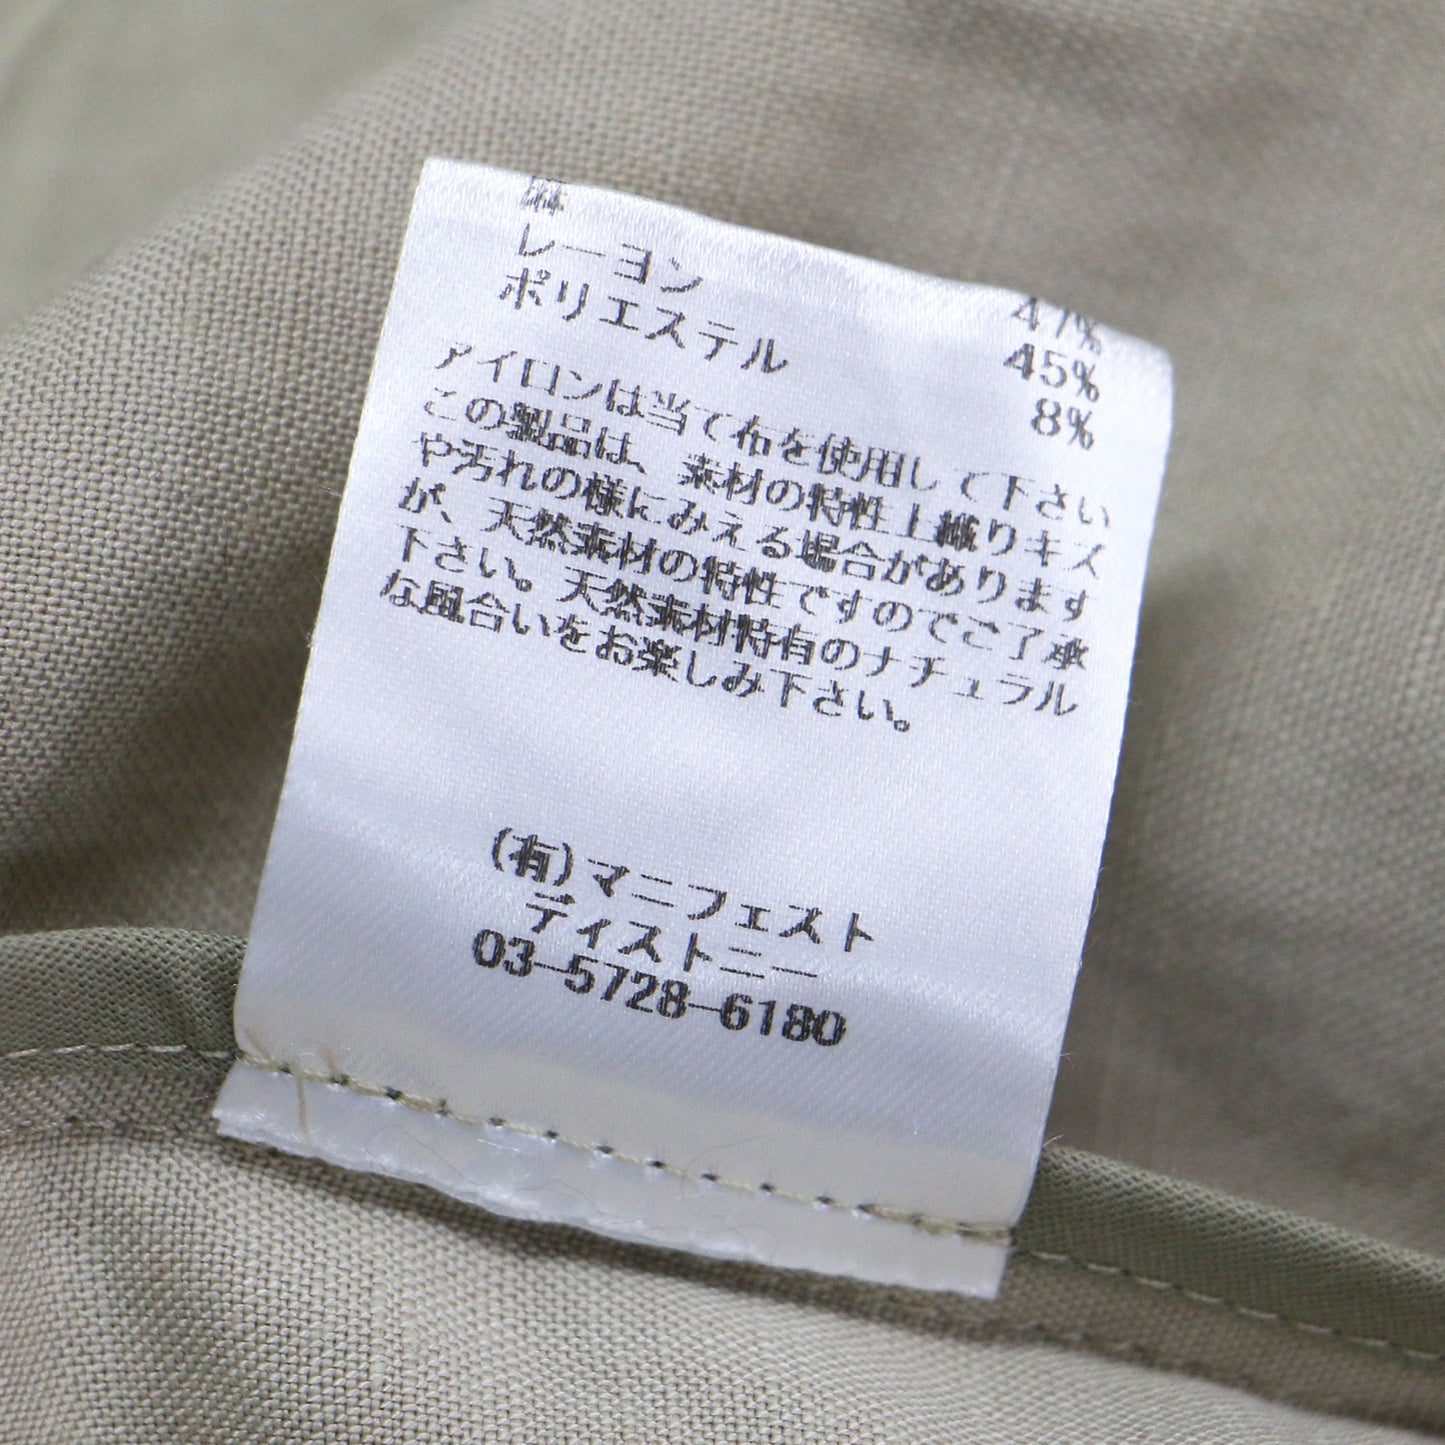 麻 47%
レーヨン 45%
ポリエステル 8%
アイロンは当て布を使用して下さい
この製品は、素材の特性上織りキズ
や汚れの様にみえる場合があります
が、天然素材の特性ですのでご了承
下さい。天然素材特有のナチュラル
な風合いをお楽しみ下さい。
(有)マニフェスト
ディストニー
03-5728-6180